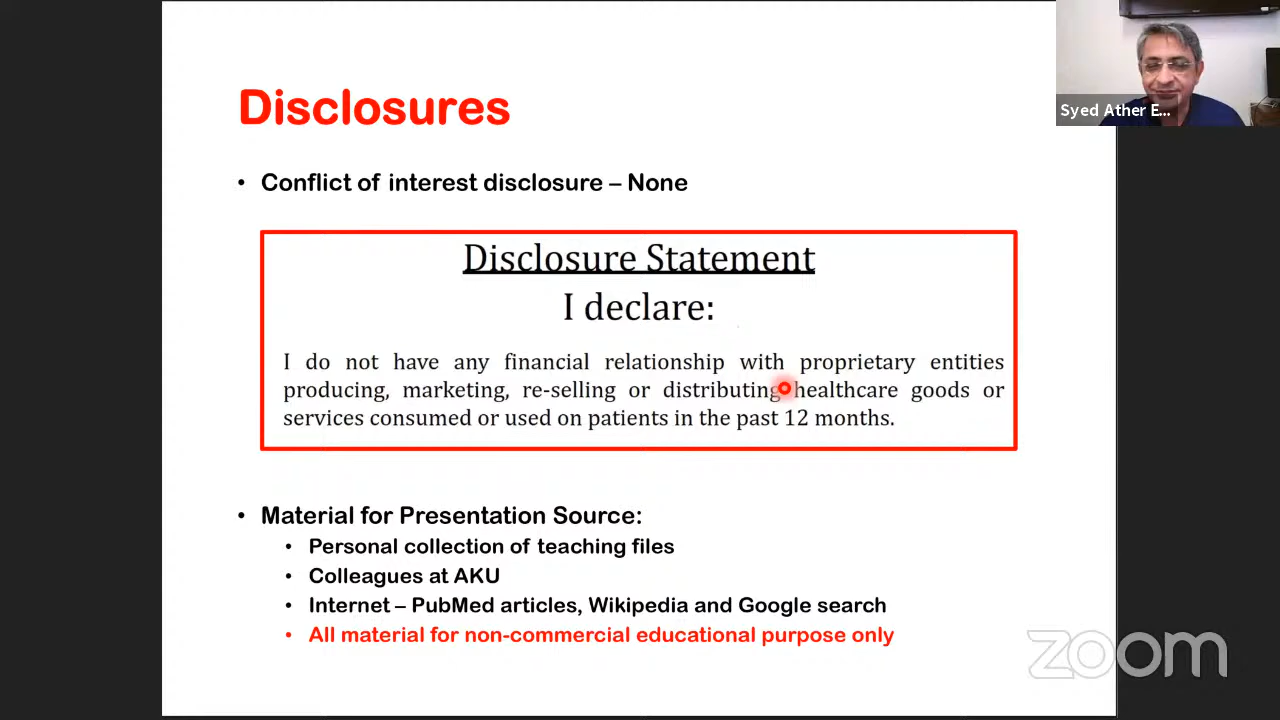 Disclosures
• Conflict of interest disclosure – None
Disclosure Statement
I declare:
I do not have any financial relationship with proprietary entities
producing, marketing, re-selling or distributing healthcare goods or
services consumed or used on patients in the past 12 months.
• Material for Presentation Source:
• Personal collection of teaching files
• Colleagues at AKU
• Internet – PubMed articles, Wikipedia and Google search
• All material for non-commercial educational purpose only
Syed Ather E...
zoom